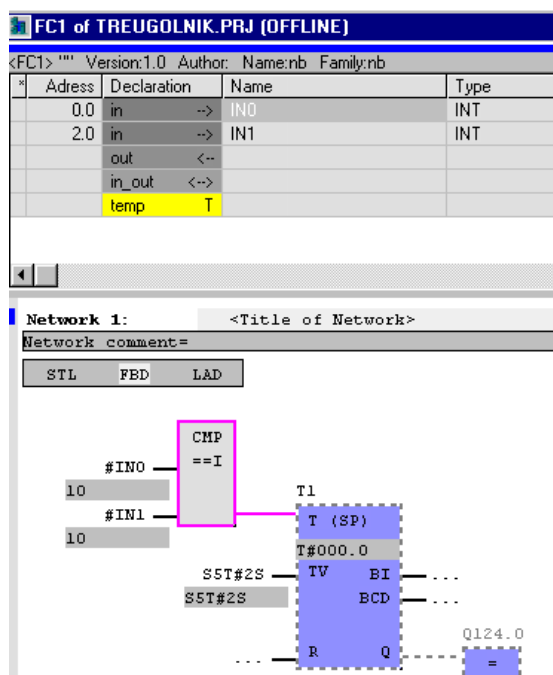 FC1 of TREUGOLNIK.PRJ (OFFLINE)
<FC1> "" Version:1.0 Author: Name:nb Family:nb
* Adress Declaration Name Type
0.0 in --> IN0 INT
2.0 in --> IN1 INT
out <--
in_out <-->
temp T
Network 1: <Title of Network>
Network comment=
STL FBD LAD
CMP
==I
#IN0
10
#IN1
10
T1
T (SP)
T#000.0
S5T#2S TV BI ...
S5T#2S BCD ...
Q124.0
... R Q =